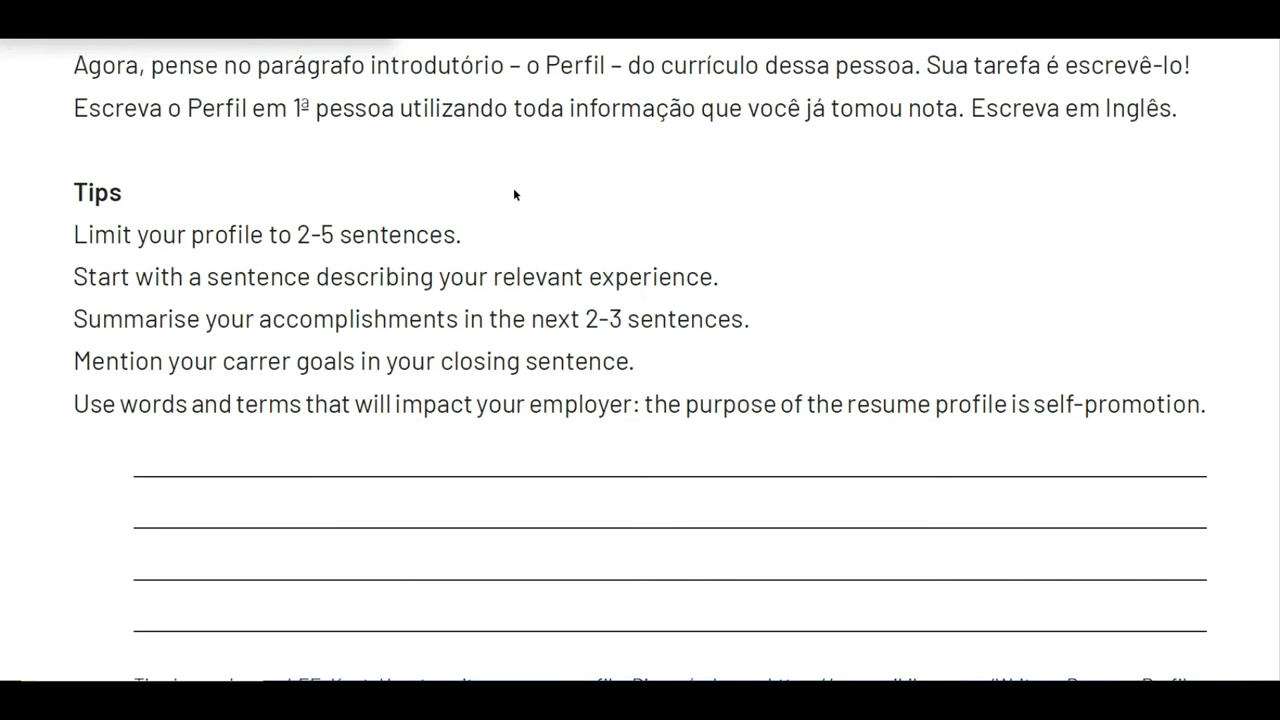 Agora, pense no parágrafo introdutório – o Perfil – do currículo dessa pessoa. Sua tarefa é escrevê-lo!
Escreva o Perfil em 1ª pessoa utilizando toda informação que você já tomou nota. Escreva em Inglês.
Tips
Limit your profile to 2-5 sentences.
Start with a sentence describing your relevant experience.
Summarise your accomplishments in the next 2-3 sentences.
Mention your carrer goals in your closing sentence.
Use words and terms that will impact your employer: the purpose of the resume profile is self-promotion.